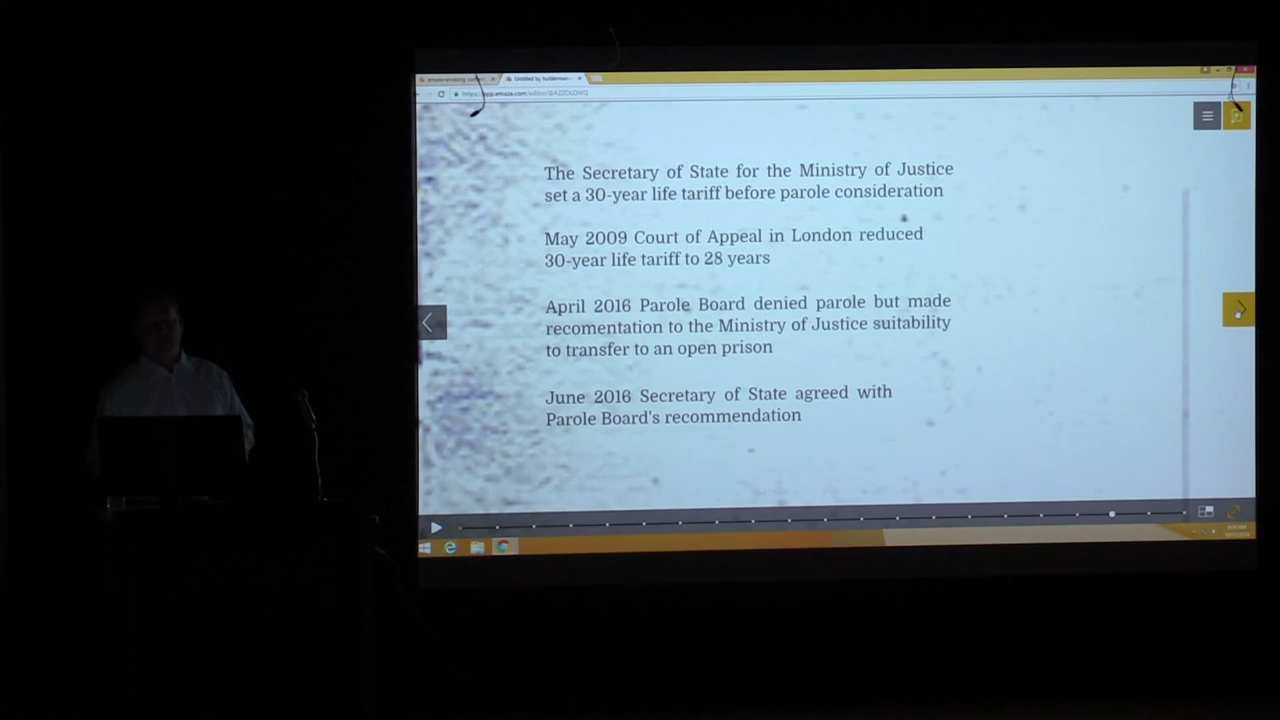 The Secretary of State for the Ministry of Justice
set a 30-year life tariff before parole consideration
May 2009 Court of Appeal in London reduced
30-year life tariff to 28 years
April 2016 Parole Board denied parole but made
recomentation to the Ministry of Justice suitability
to transfer to an open prison
June 2016 Secretary of State agreed with
Parole Board's recommendation